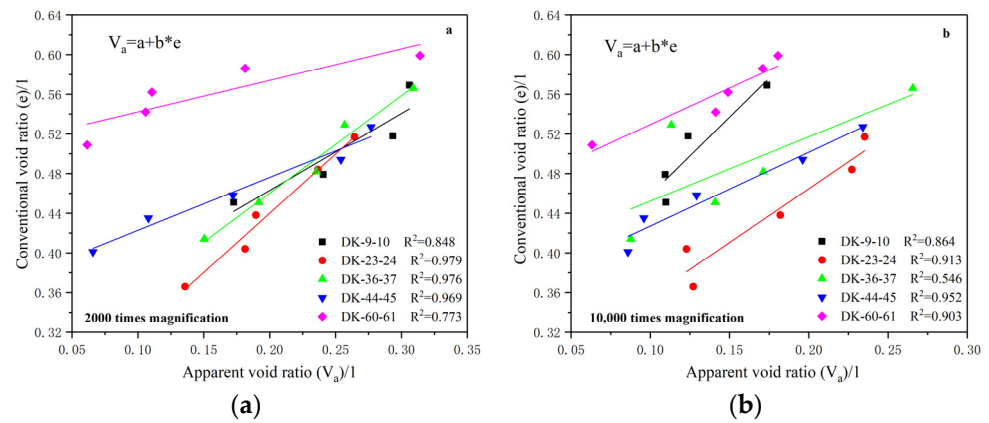 V_a=a+b*e
a
Conventional void ratio (e)/1
0.60
0.56
0.52
0.48
0.44
0.40
0.36
0.32
DK-9-10 R²=0.848
DK-23-24 R²=0.979
DK-36-37 R²=0.976
DK-44-45 R²=0.969
DK-60-61 R²=0.773
2000 times magnification
0.05 0.10 0.15 0.20 0.25 0.30 0.35
Apparent void ratio (V_a)/1
(a)
V_a=a+b*e
b
Conventional void ratio (e)/1
0.64
0.60
0.56
0.52
0.48
0.44
0.40
0.36
0.32
DK-9-10 R²=0.864
DK-23-24 R²=0.913
DK-36-37 R²=0.546
DK-44-45 R²=0.952
DK-60-61 R²=0.903
10,000 times magnification
0.05 0.10 0.15 0.20 0.25 0.30
Apparent void ratio (V_a)/1
(b)